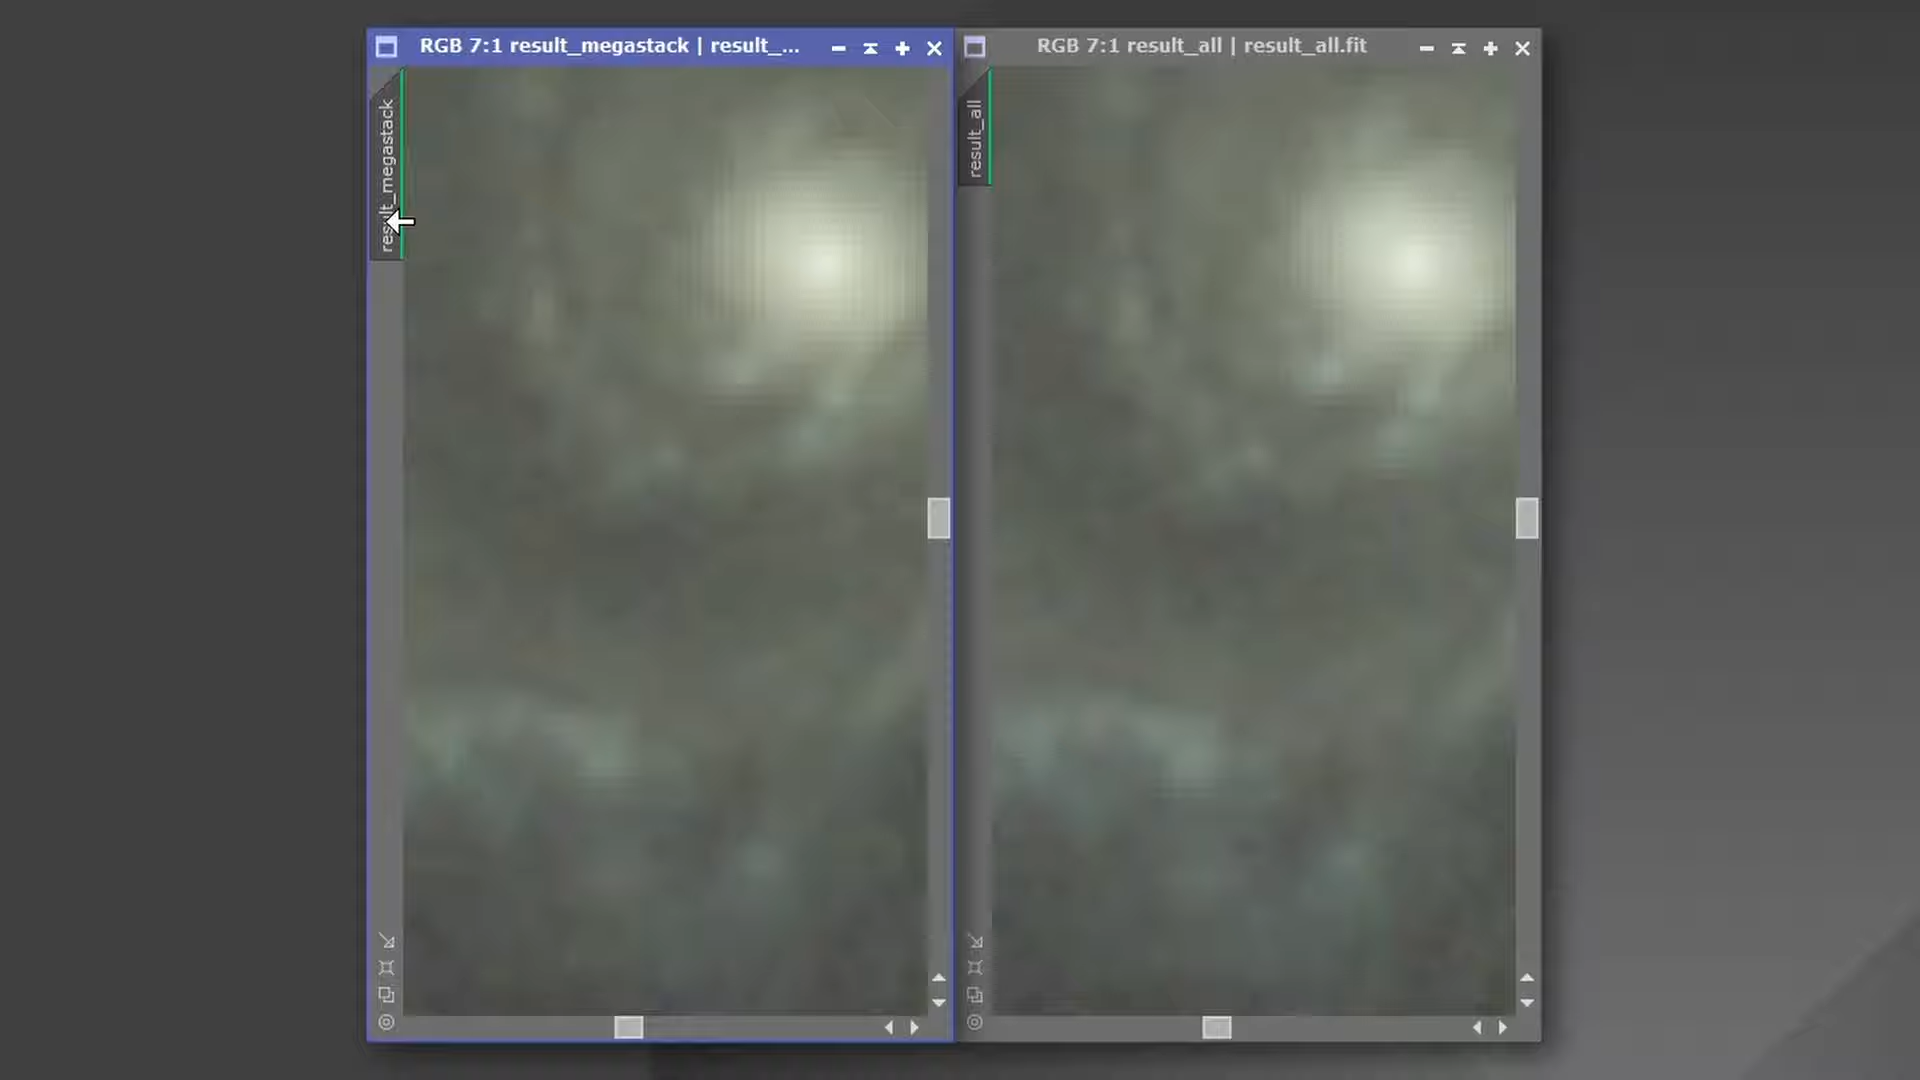 RGB 7:1 result_megastack | result_...
result_megastack
RGB 7:1 result_all | result_all.fit
result_all